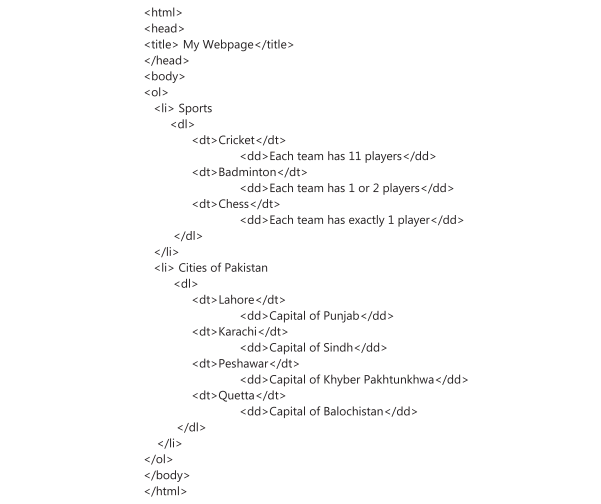 <html>
<head>
<title> My Webpage</title>
</head>
<body>
<ol>
<li> Sports
<dl>
<dt>Cricket</dt>
<dd>Each team has 11 players</dd>
<dt>Badminton</dt>
<dd>Each team has 1 or 2 players</dd>
<dt>Chess</dt>
<dd>Each team has exactly 1 player</dd>
</dl>
</li>
<li> Cities of Pakistan
<dl>
<dt>Lahore</dt>
<dd>Capital of Punjab</dd>
<dt>Karachi</dt>
<dd>Capital of Sindh</dd>
<dt>Peshawar</dt>
<dd>Capital of Khyber Pakhtunkhwa</dd>
<dt>Quetta</dt>
<dd>Capital of Balochistan</dd>
</dl>
</li>
</ol>
</body>
</html>